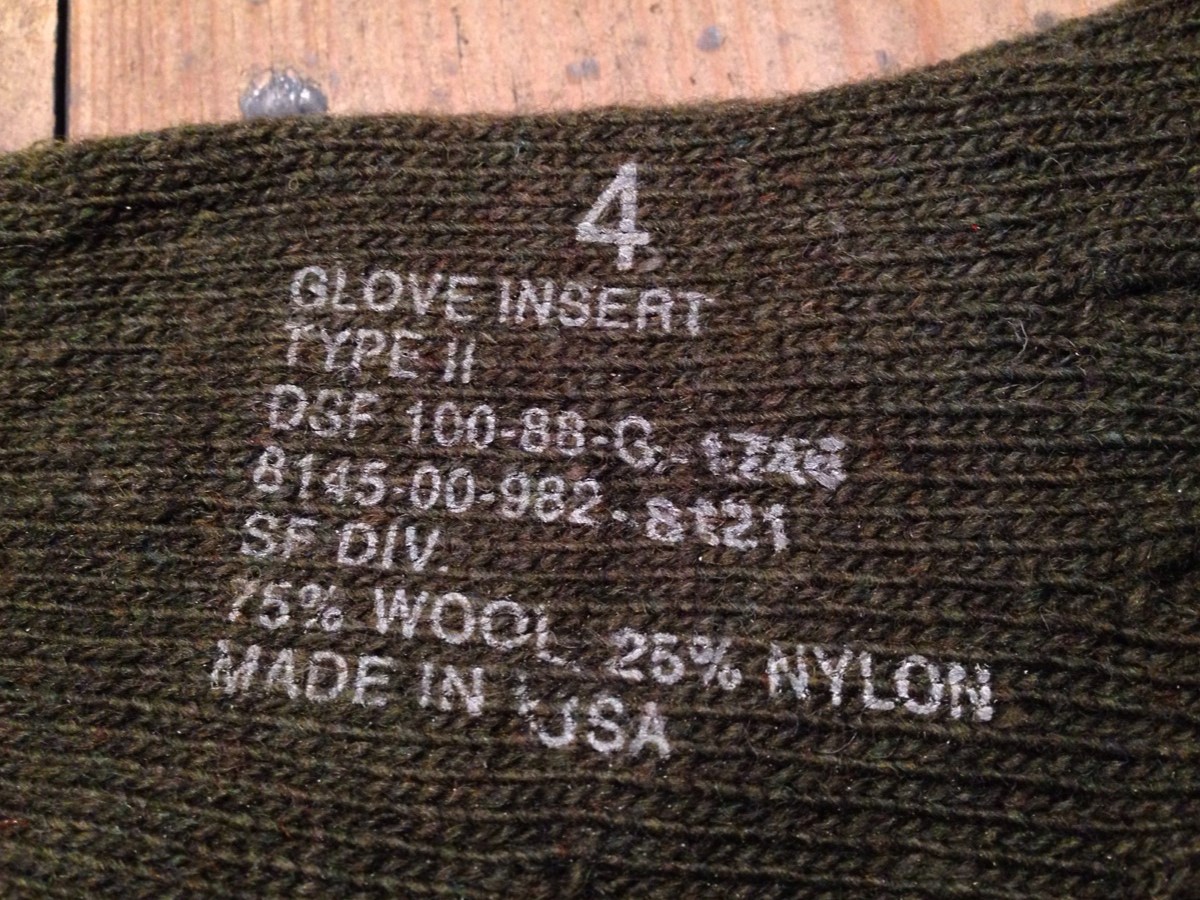 4
GLOVE INSERT
TYPE II
DSF 100-88-G-
8145-00-982-8121
SF DIV.
75% WOOL 25% NYLON
MADE IN USA